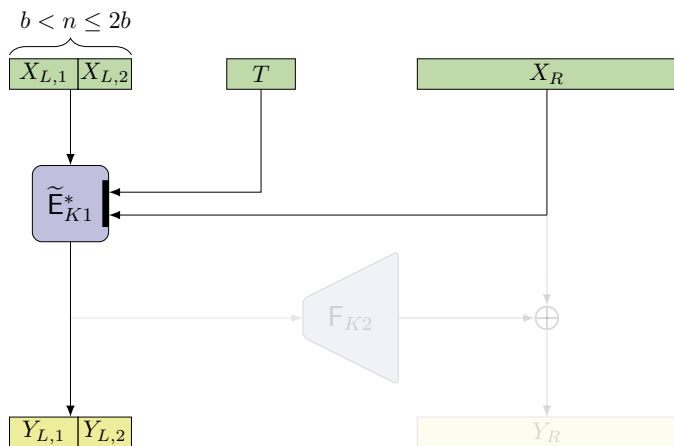 b < n ≤ 2b
X_{L,1} X_{L,2} T X_R
Ẽ*_{K1}
F_{K2}
Y_{L,1} Y_{L,2} Y_R